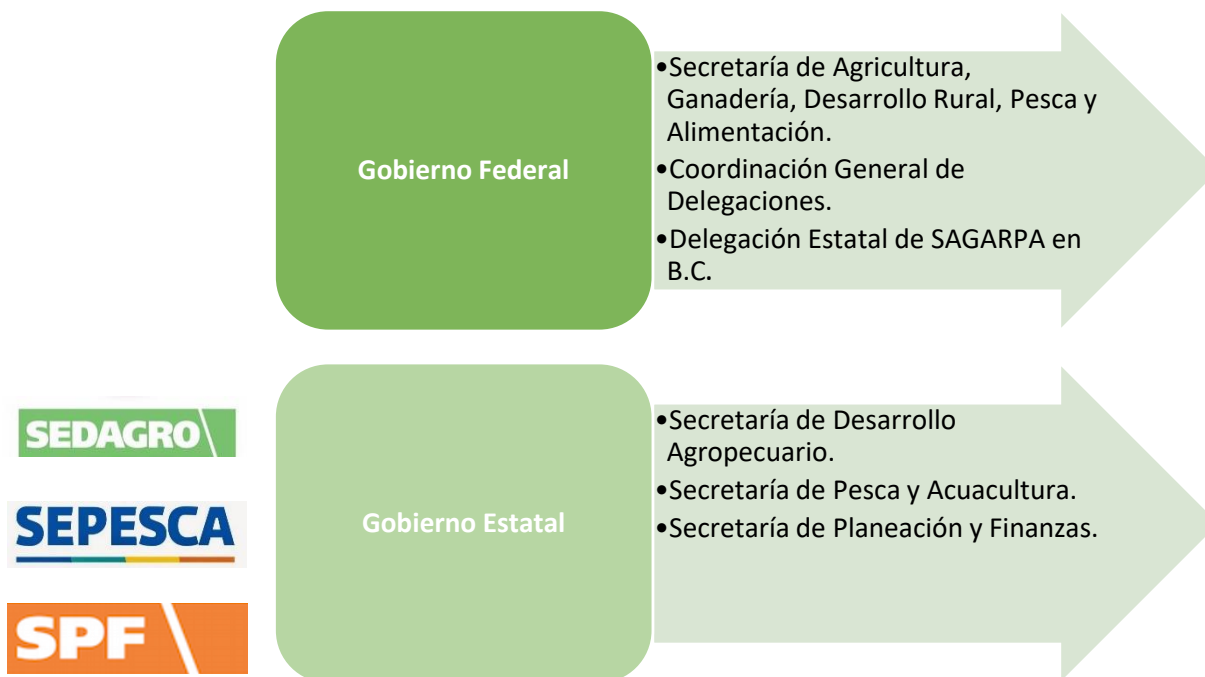 Gobierno Federal
•Secretaría de Agricultura,
Ganadería, Desarrollo Rural, Pesca y
Alimentación.
•Coordinación General de
Delegaciones.
•Delegación Estatal de SAGARPA en
B.C.
SEDAGRO
SEPESCA
SPF
Gobierno Estatal
•Secretaría de Desarrollo
Agropecuario.
•Secretaría de Pesca y Acuacultura.
•Secretaría de Planeación y Finanzas.